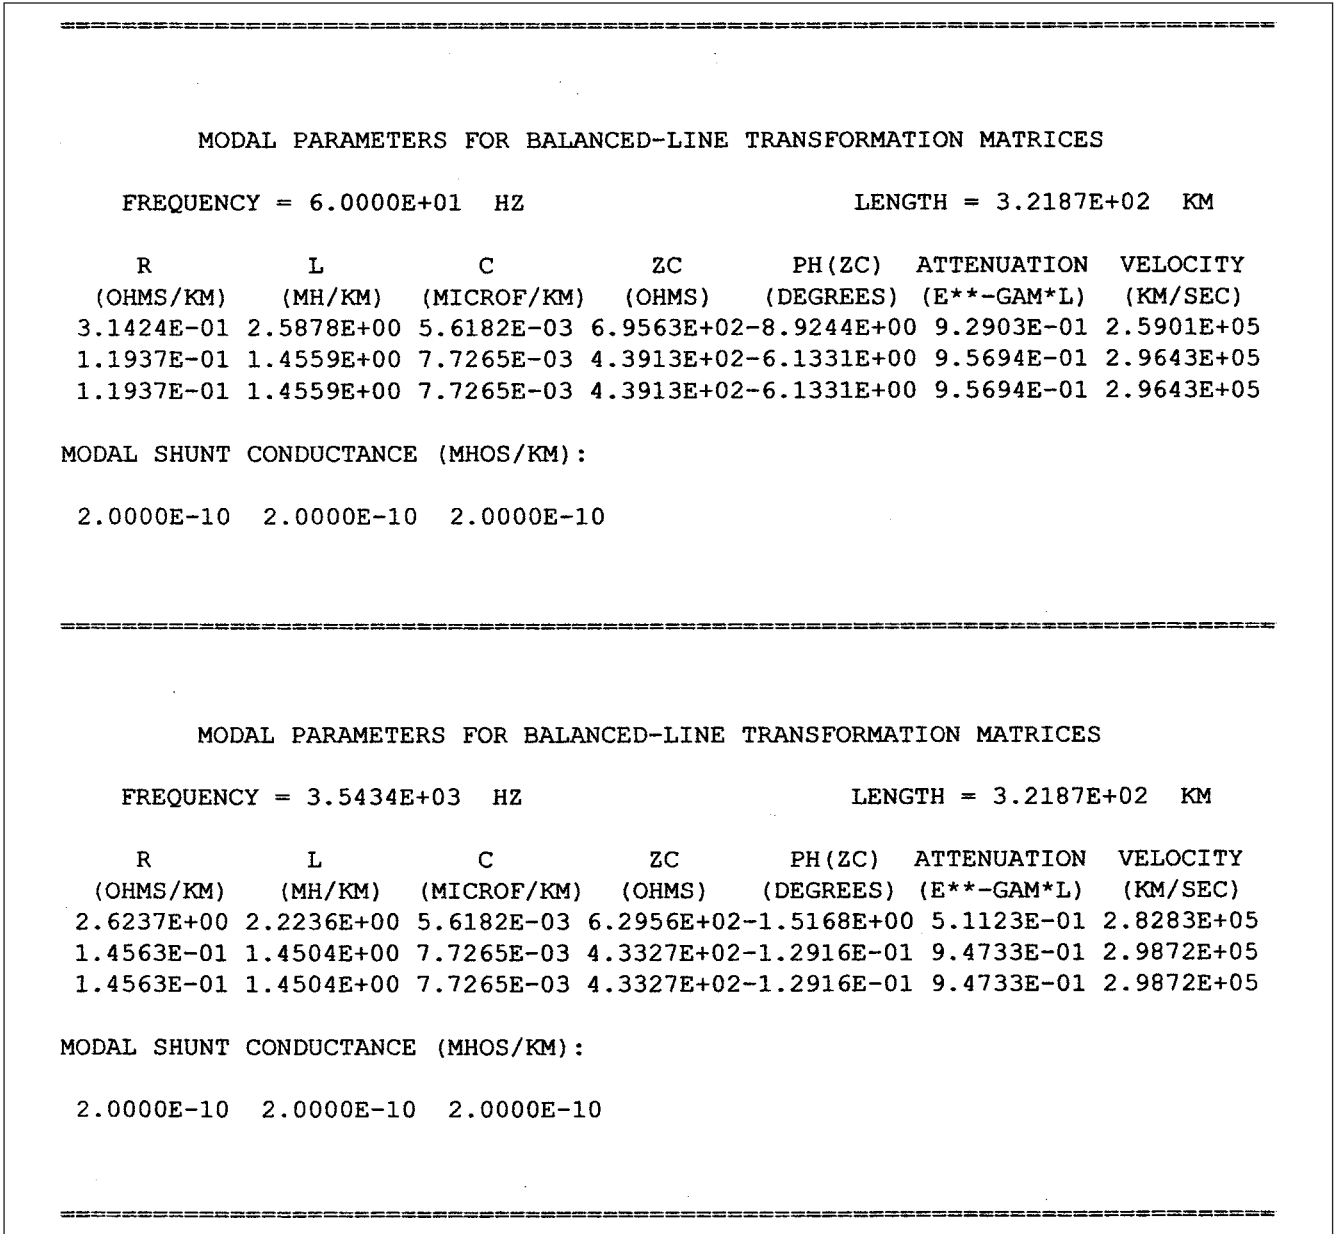 MODAL PARAMETERS FOR BALANCED-LINE TRANSFORMATION MATRICES
FREQUENCY = 6.0000E+01 HZ LENGTH = 3.2187E+02 KM
R L C ZC PH(ZC) ATTENUATION VELOCITY
(OHMS/KM) (MH/KM) (MICROF/KM) (OHMS) (DEGREES) (E**-GAM*L) (KM/SEC)
3.1424E-01 2.5878E+00 5.6182E-03 6.9563E+02-8.9244E+00 9.2903E-01 2.5901E+05
1.1937E-01 1.4559E+00 7.7265E-03 4.3913E+02-6.1331E+00 9.5694E-01 2.9643E+05
1.1937E-01 1.4559E+00 7.7265E-03 4.3913E+02-6.1331E+00 9.5694E-01 2.9643E+05
MODAL SHUNT CONDUCTANCE (MHOS/KM):
2.0000E-10 2.0000E-10 2.0000E-10
MODAL PARAMETERS FOR BALANCED-LINE TRANSFORMATION MATRICES
FREQUENCY = 3.5434E+03 HZ LENGTH = 3.2187E+02 KM
R L C ZC PH(ZC) ATTENUATION VELOCITY
(OHMS/KM) (MH/KM) (MICROF/KM) (OHMS) (DEGREES) (E**-GAM*L) (KM/SEC)
2.6237E+00 2.2236E+00 5.6182E-03 6.2956E+02-1.5168E+00 5.1123E-01 2.8283E+05
1.4563E-01 1.4504E+00 7.7265E-03 4.3327E+02-1.2916E-01 9.4733E-01 2.9872E+05
1.4563E-01 1.4504E+00 7.7265E-03 4.3327E+02-1.2916E-01 9.4733E-01 2.9872E+05
MODAL SHUNT CONDUCTANCE (MHOS/KM):
2.0000E-10 2.0000E-10 2.0000E-10